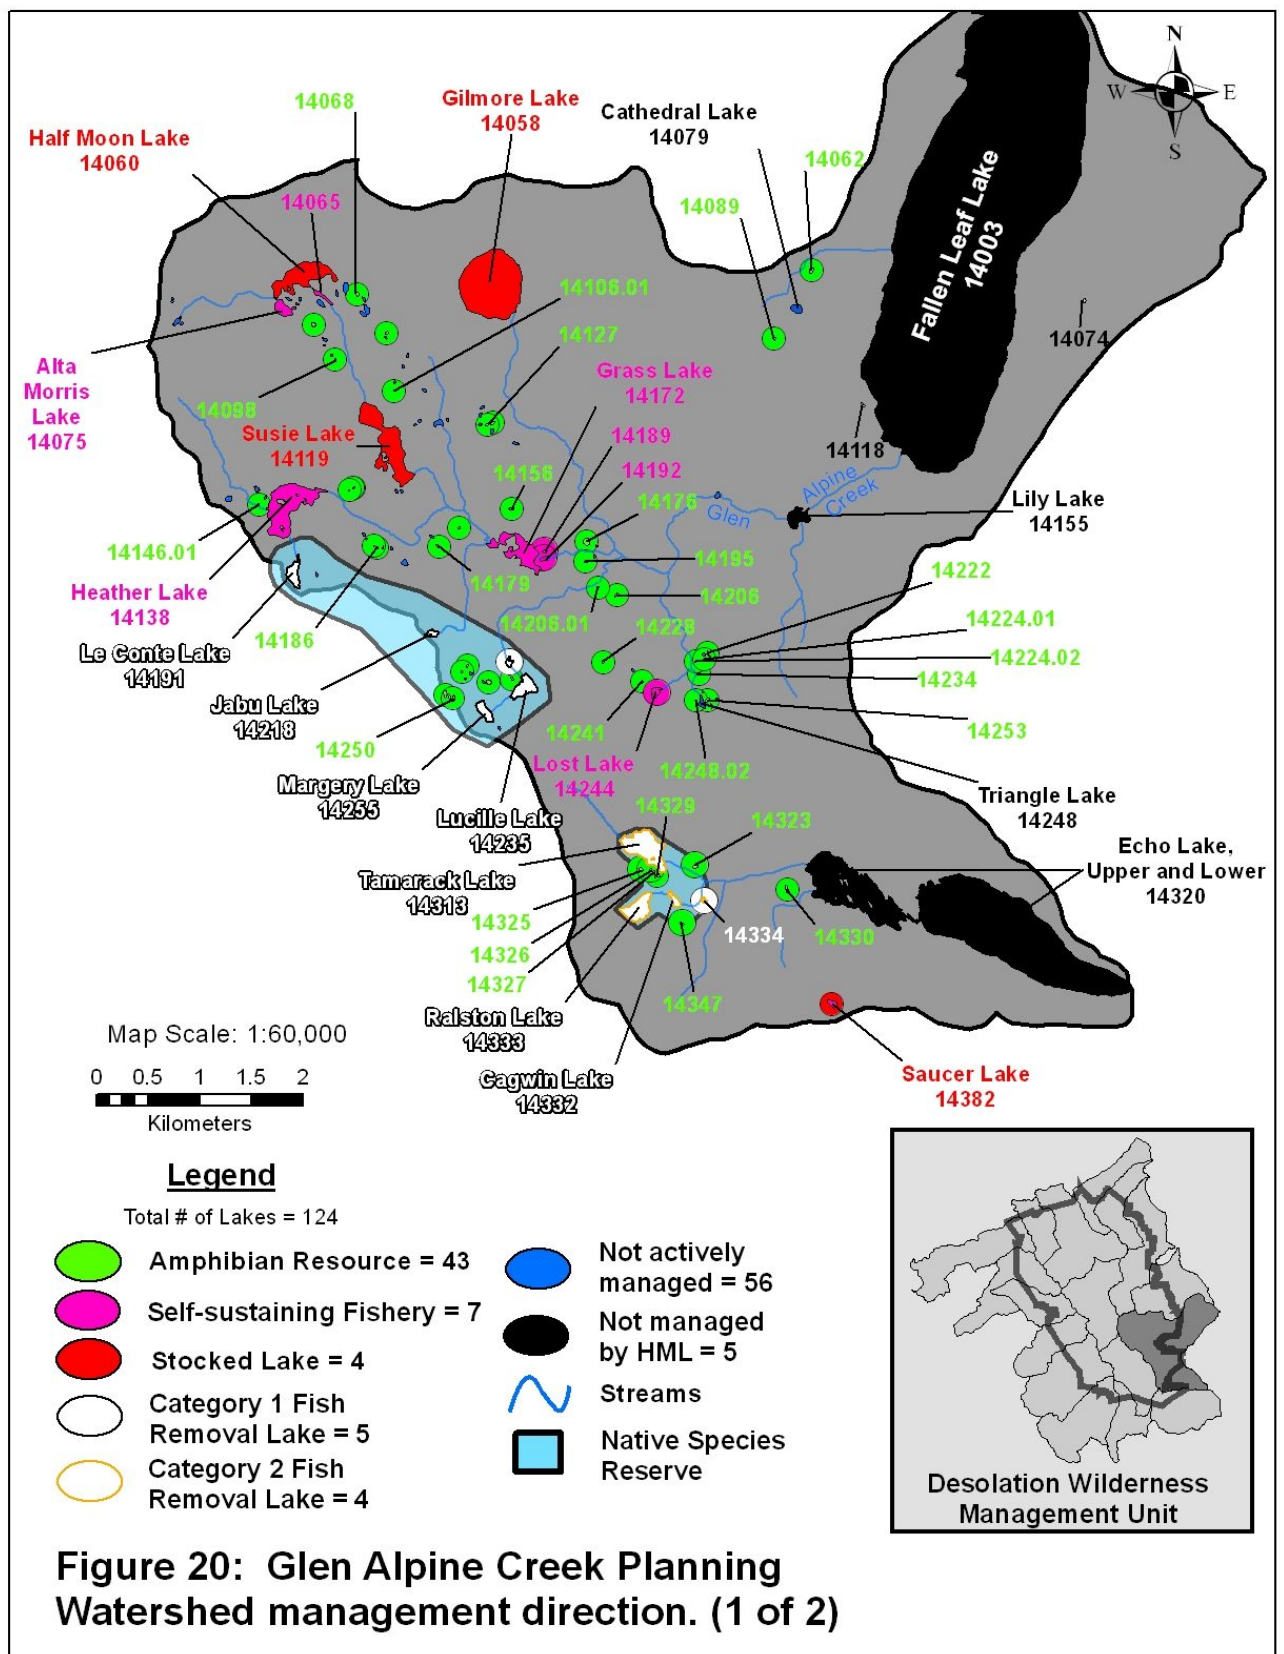 N
W
E
S
14068
Gilmore Lake
14058
Cathedral Lake
14079
Half Moon Lake
14060
14062
14065
14089
Fallen Leaf Lake
14003
14106.01
14127
14074
Alta
Morris
Lake
14075
Grass Lake
14172
14098
Susie Lake
14119
14189
14118
14192
14156
14176
Alpine
Creek
Glen
Lily Lake
14155
14146.01
14195
14179
14222
Heather Lake
14138
14206
14224.01
14206.01
14228
14186
Le Conte Lake
14191
14224.02
14234
Jabu Lake
14218
14253
14241
14250
Lost Lake
14244
14248.02
Margery Lake
14255
Triangle Lake
14248
14329
Lucille Lake
14235
14323
Echo Lake,
Upper and Lower
14320
Tamarack Lake
14313
14325
14334
14330
14326
14327
14347
Ralston Lake
14333
Map Scale: 1:60,000
0 0.5 1 1.5 2
Kilometers
Cagwin Lake
14332
Saucer Lake
14382
Legend
Total # of Lakes = 124
Amphibian Resource = 43
Self-sustaining Fishery = 7
Stocked Lake = 4
Category 1 Fish
Removal Lake = 5
Category 2 Fish
Removal Lake = 4
Not actively
managed = 56
Not managed
by HML = 5
Streams
Native Species
Reserve
Desolation Wilderness
Management Unit
Figure 20: Glen Alpine Creek Planning
Watershed management direction. (1 of 2)